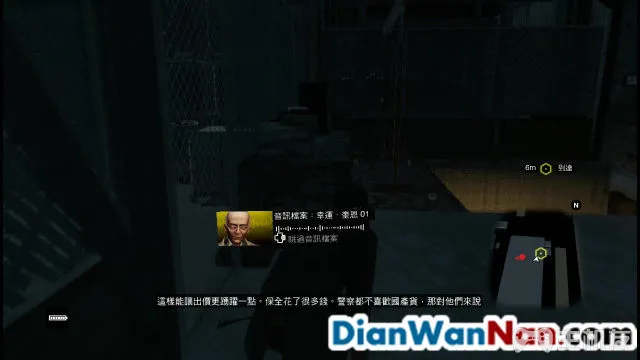 6m 到達
N
音訊檔案：幸運．奎恩 01
跳過音訊檔案
這樣能讓出價更踴躍一點。保全花了很多錢。警察都不喜歡國產貨，那對他們來說
DianWanNan.com